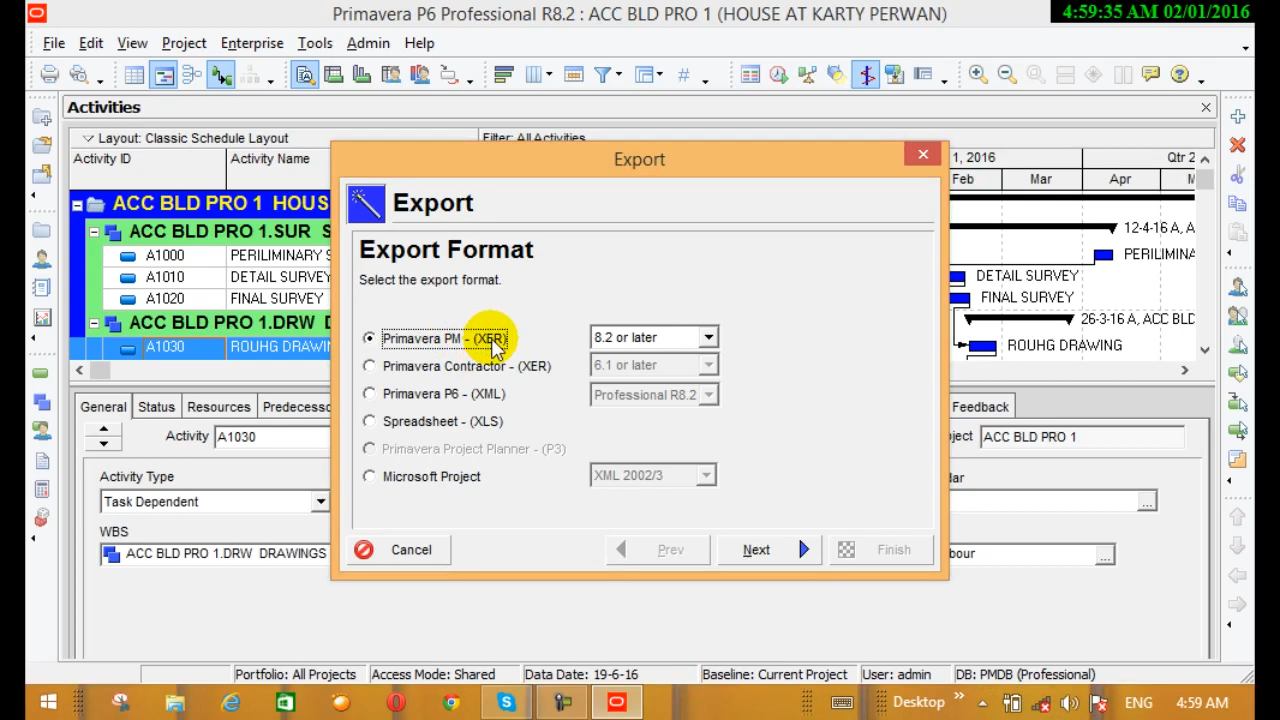 Primavera P6 Professional R8.2 : ACC BLD PRO 1 (HOUSE AT KARTY PERWAN)
4:59:35 AM 02/01/2016
File Edit View Project Enterprise Tools Admin Help
Activities
Layout: Classic Schedule Layout
Filter: All Activities
Activity ID
Activity Name
1, 2016
Qtr 2
Feb Mar Apr
ACC BLD PRO 1 HOUS
ACC BLD PRO 1.SUR S
12-4-16 A, A
A1000 PERILIMINARY S
PERILIMINA
A1010 DETAIL SURVEY
DETAIL SURVEY
A1020 FINAL SURVEY
FINAL SURVEY
ACC BLD PRO 1.DRW D
26-3-16 A, ACC BLD
A1030 ROUHG DRAWIN
ROUHG DRAWING
Export
Export
Export Format
Select the export format.
Primavera PM - (XER) 8.2 or later
Primavera Contractor - (XER) 6.1 or later
Primavera P6 - (XML) Professional R8.2
Spreadsheet - (XLS)
Primavera Project Planner - (P3)
Microsoft Project XML 2002/3
Cancel Prev Next Finish
General Status Resources Predecesso
Feedback
Activity A1030
ject ACC BLD PRO 1
Activity Type
dar
Task Dependent
...
WBS
ACC BLD PRO 1.DRW DRAWINGS
bour ...
Portfolio: All Projects Access Mode: Shared Data Date: 19-6-16 Baseline: Current Project User: admin DB: PMDB (Professional)
Desktop » ENG 4:59 AM